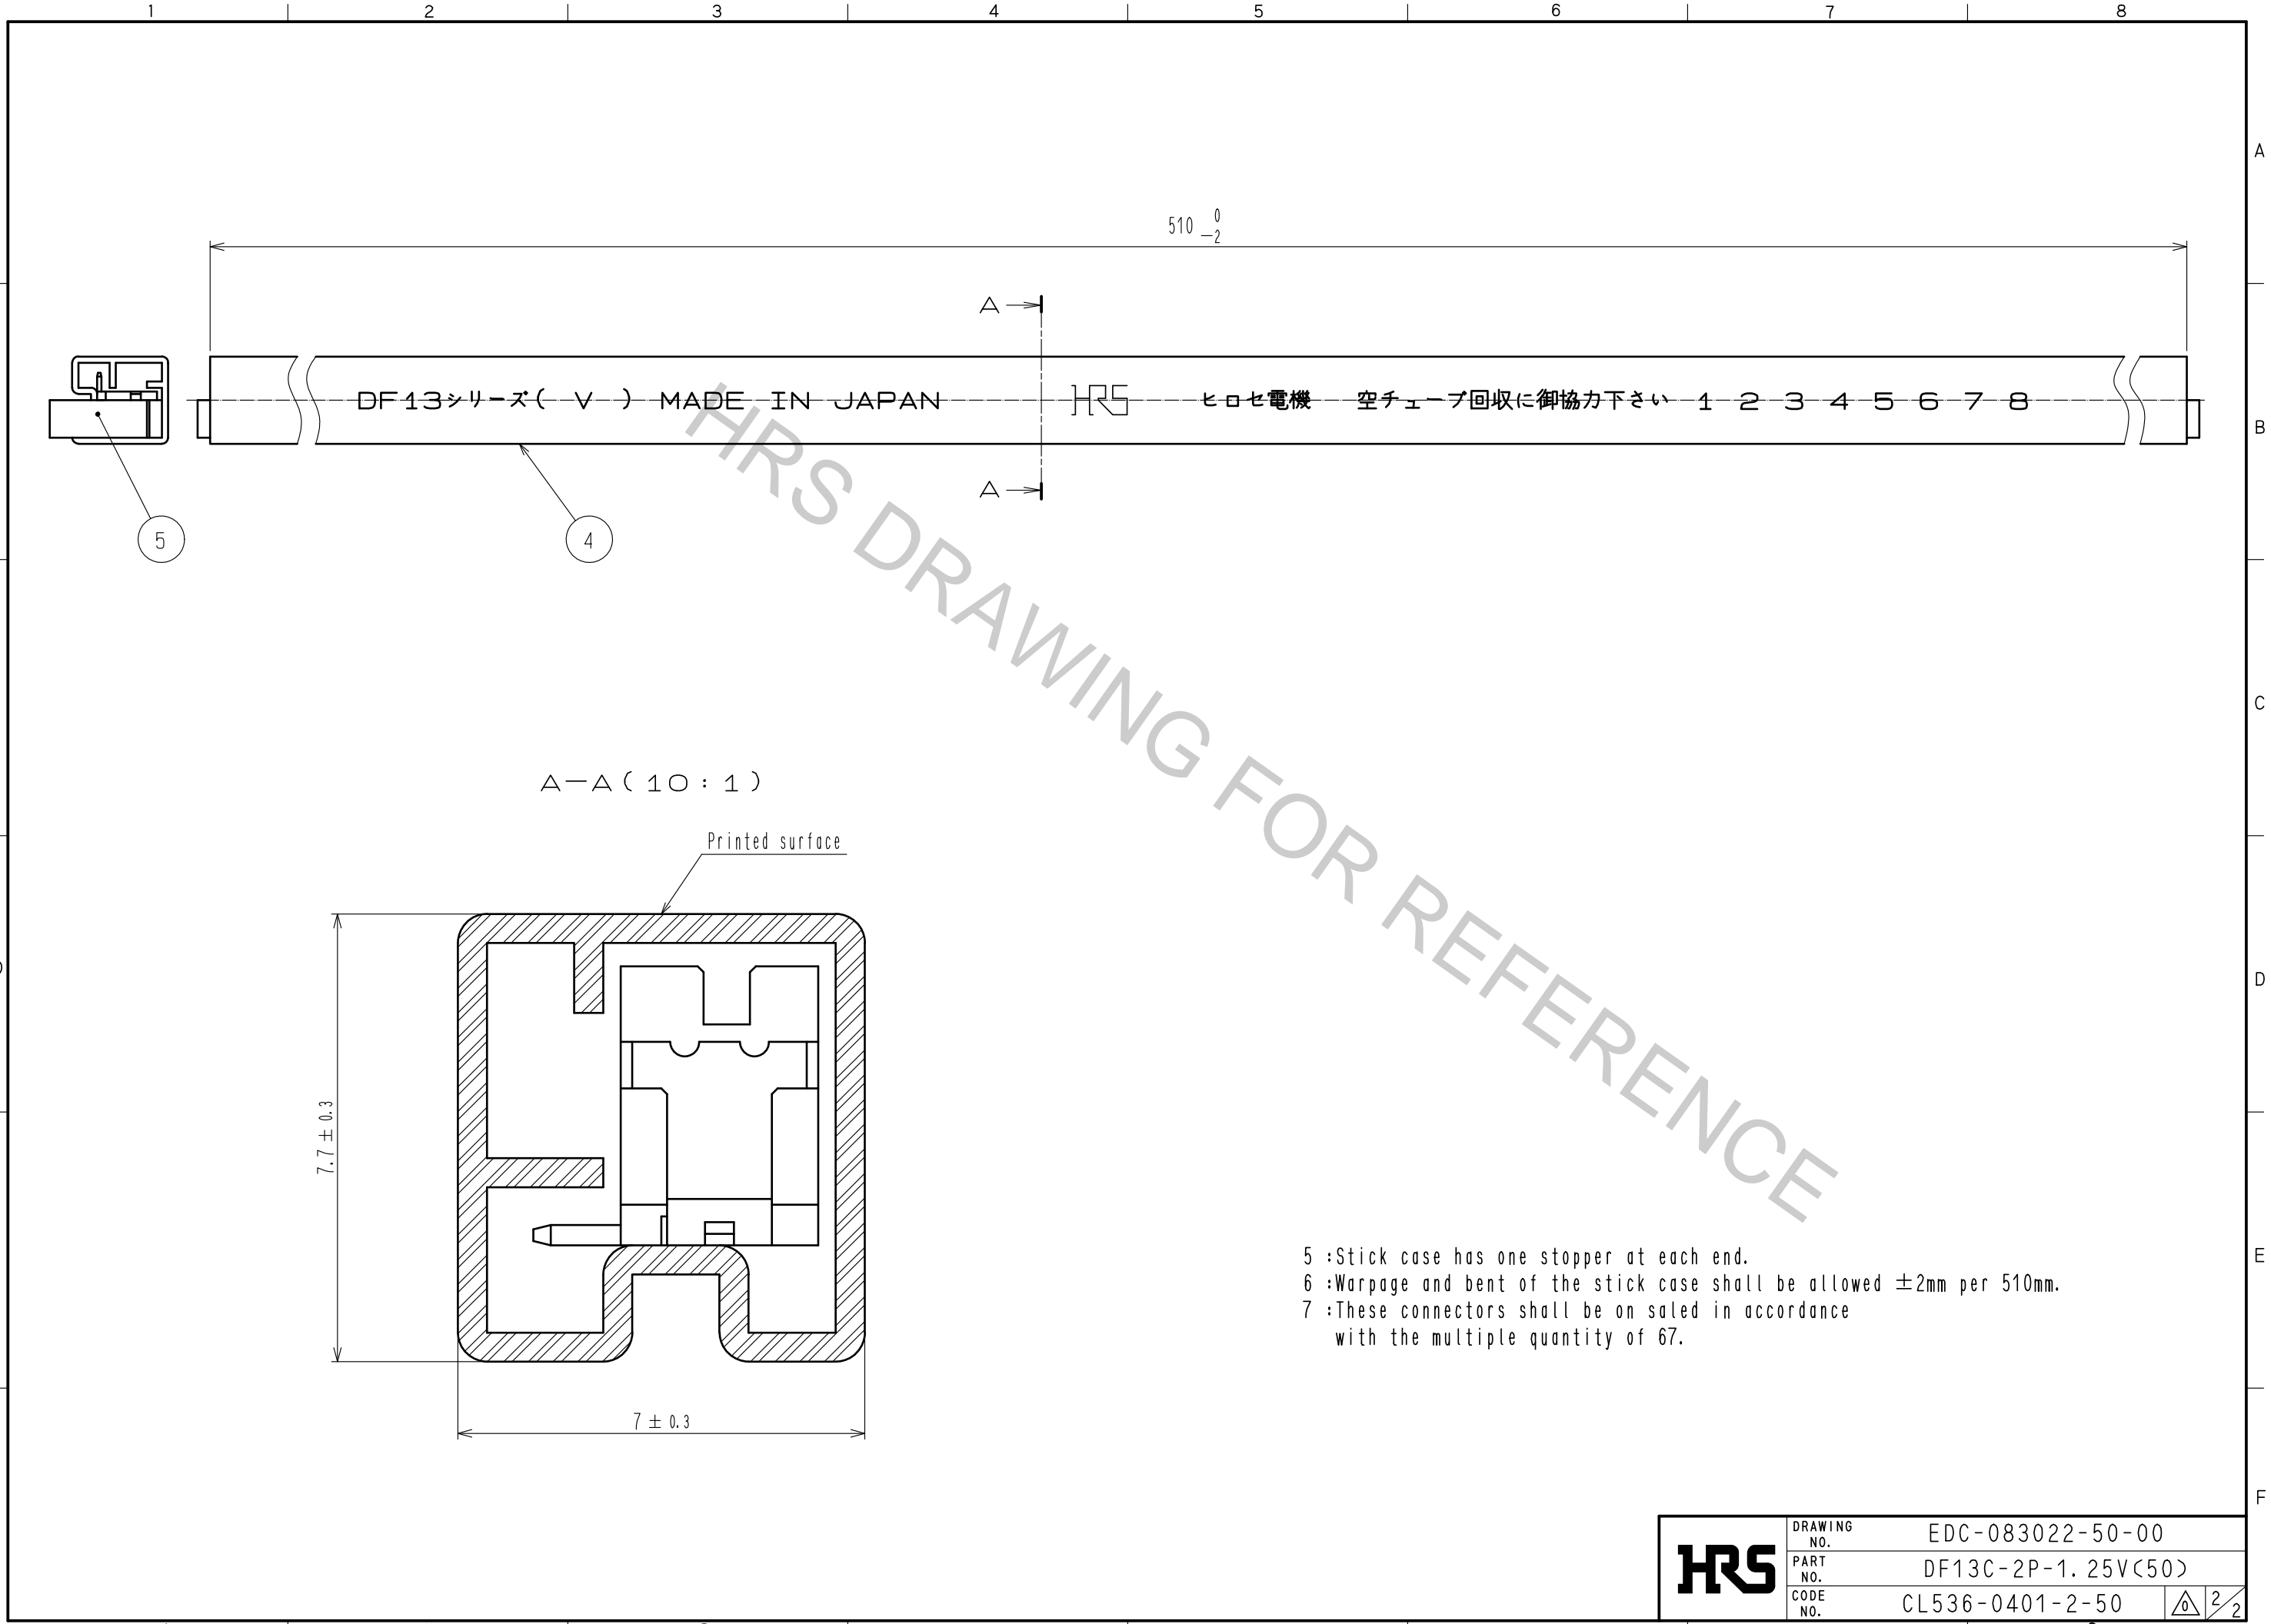 1 2 3 4 5 6 7 8
A
510 0
−2
A
DF13シリーズ( V ) MADE IN JAPAN HRS ヒロセ電機 空チューブ回収に御協力下さい 1 2 3 4 5 6 7 8
B
A
5
4
HRS DRAWING FOR REFERENCE
C
A−A(10:1)
Printed surface
D
7.7±0.3
5 :Stick case has one stopper at each end.
E
6 :Warpage and bent of the stick case shall be allowed ±2mm per 510mm.
7 :These connectors shall be on saled in accordance
with the multiple quantity of 67.
7±0.3
F
HRS
DRAWING NO. EDC-083022-50-00
PART NO. DF13C-2P-1.25V(50)
CODE NO. CL536-0401-2-50 0 2/2